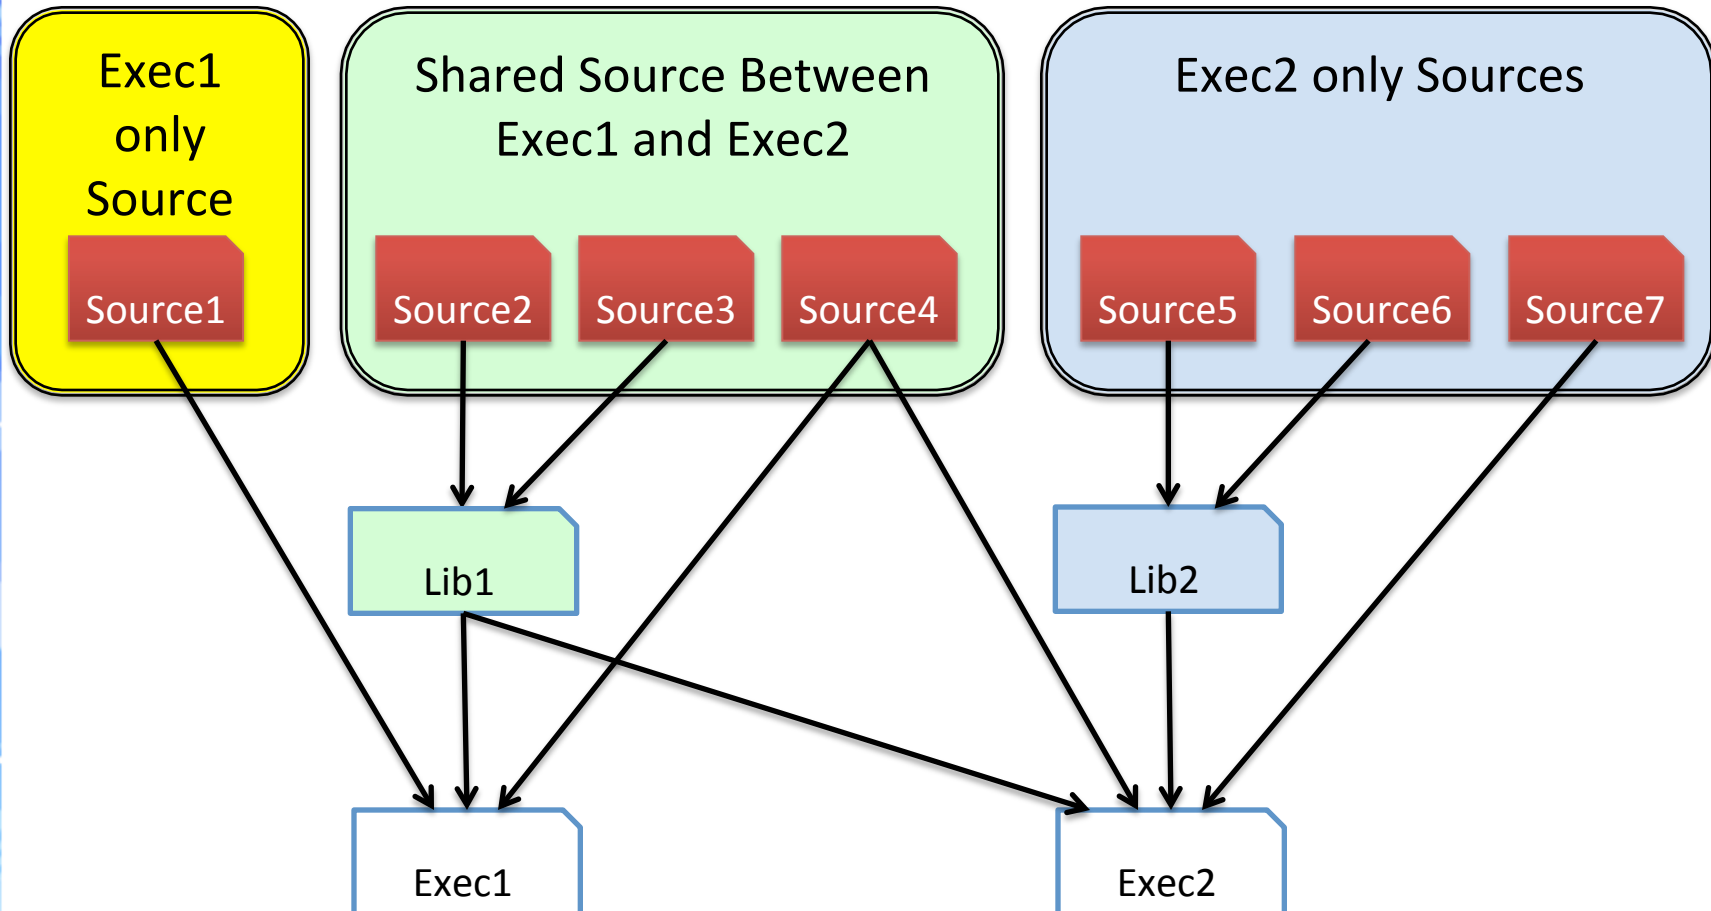 Exec1
only
Source
Shared Source Between
Exec1 and Exec2
Exec2 only Sources
Source1
Source2
Source3
Source4
Source5
Source6
Source7
Lib1
Lib2
Exec1
Exec2